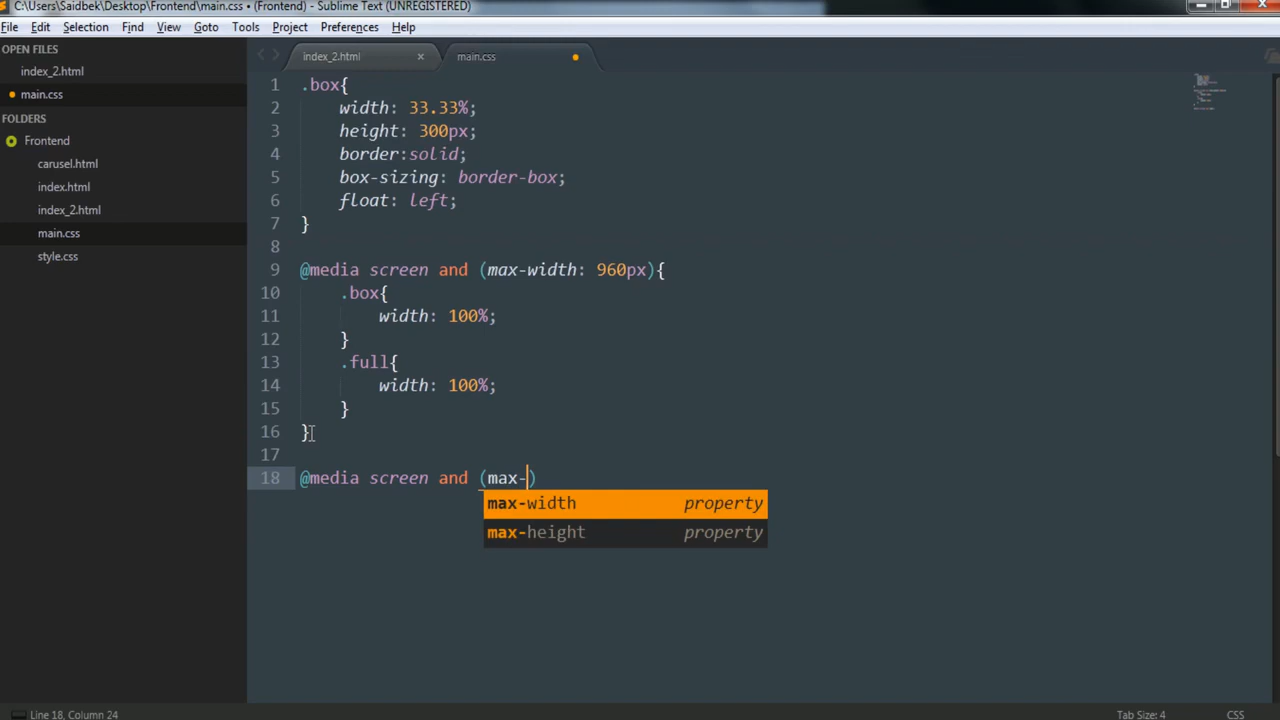 C:\Users\Saidbek\Desktop\Frontend\main.css • (Frontend) - Sublime Text (UNREGISTERED)
File Edit Selection Find View Goto Tools Project Preferences Help
OPEN FILES
index_2.html
main.css
FOLDERS
Frontend
carusel.html
index.html
index_2.html
main.css
style.css
index_2.html × main.css
1 .box{
2 width: 33.33%;
3 height: 300px;
4 border:solid;
5 box-sizing: border-box;
6 float: left;
7 }
8
9 @media screen and (max-width: 960px){
10 .box{
11 width: 100%;
12 }
13 .full{
14 width: 100%;
15 }
16 }
17
18 @media screen and (max-)
max-width property
max-height property
Line 18, Column 24
Tab Size: 4
CSS